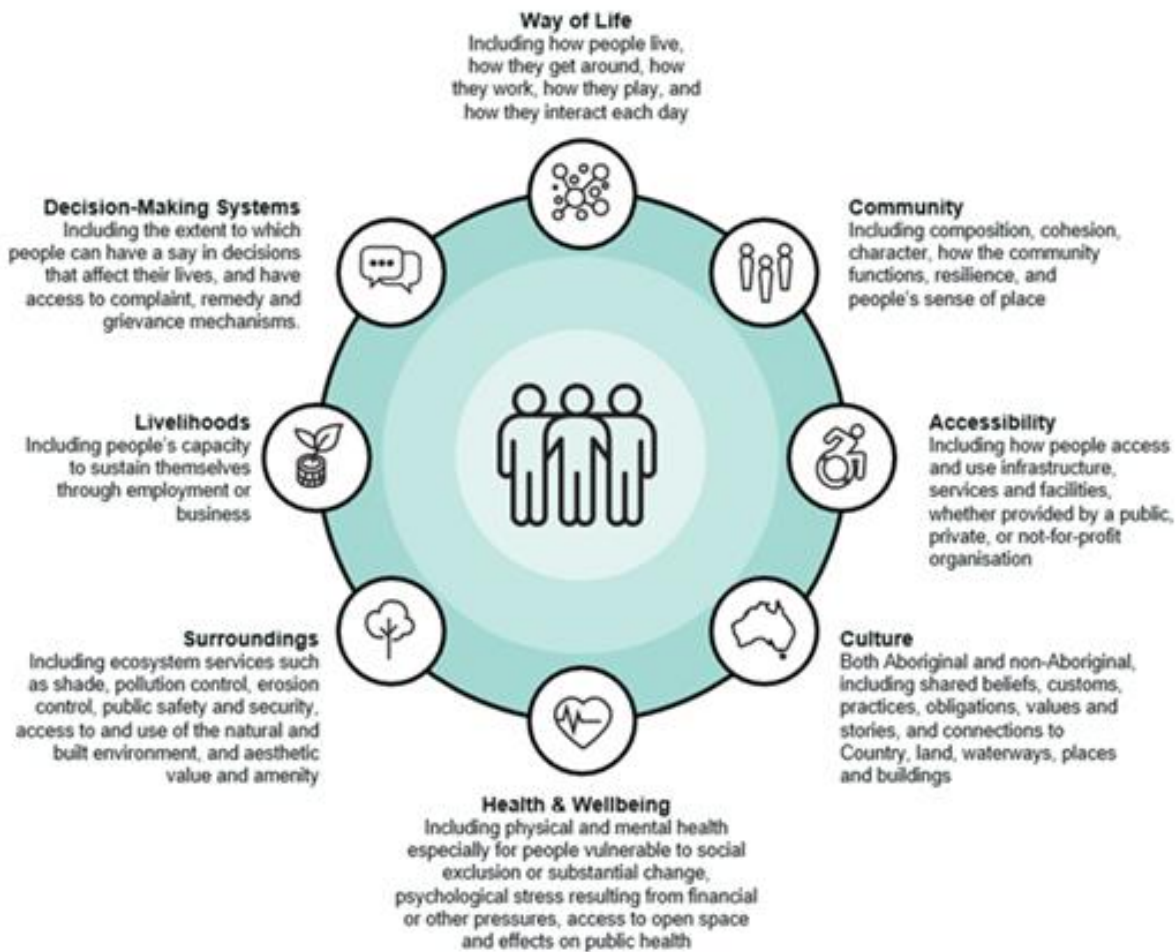 Way of Life
Including how people live,
how they get around, how
they work, how they play, and
how they interact each day
Community
Including composition, cohesion,
character, how the community
functions, resilience, and
people's sense of place
Accessibility
Including how people access
and use infrastructure,
services and facilities,
whether provided by a public,
private, or not-for-profit
organisation
Culture
Both Aboriginal and non-Aboriginal,
including shared beliefs, customs,
practices, obligations, values and
stories, and connections to
Country, land, waterways, places
and buildings
Health & Wellbeing
Including physical and mental health
especially for people vulnerable to social
exclusion or substantial change,
psychological stress resulting from financial
or other pressures, access to open space
and effects on public health
Surroundings
Including ecosystem services such
as shade, pollution control, erosion
control, public safety and security,
access to and use of the natural and
built environment, and aesthetic
value and amenity
Livelihoods
Including people's capacity
to sustain themselves
through employment or
business
Decision-Making Systems
Including the extent to which
people can have a say in decisions
that affect their lives, and have
access to complaint, remedy and
grievance mechanisms.